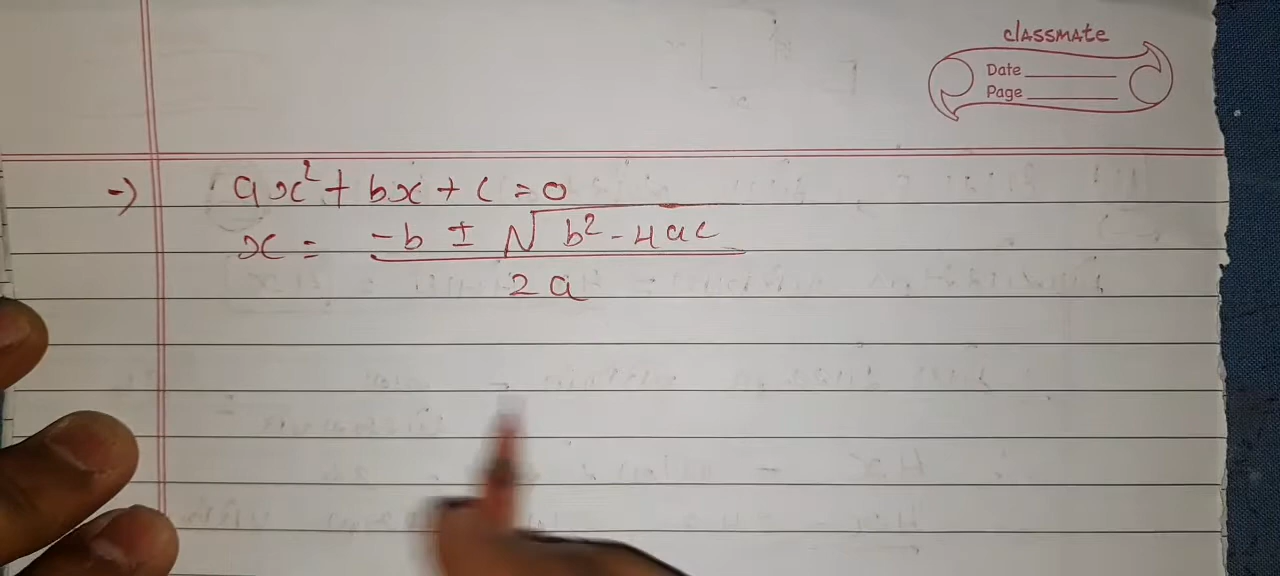 classmate
Date
Page
-) ax² + bx + c = 0
x = -b ± √b² - 4ac
2a